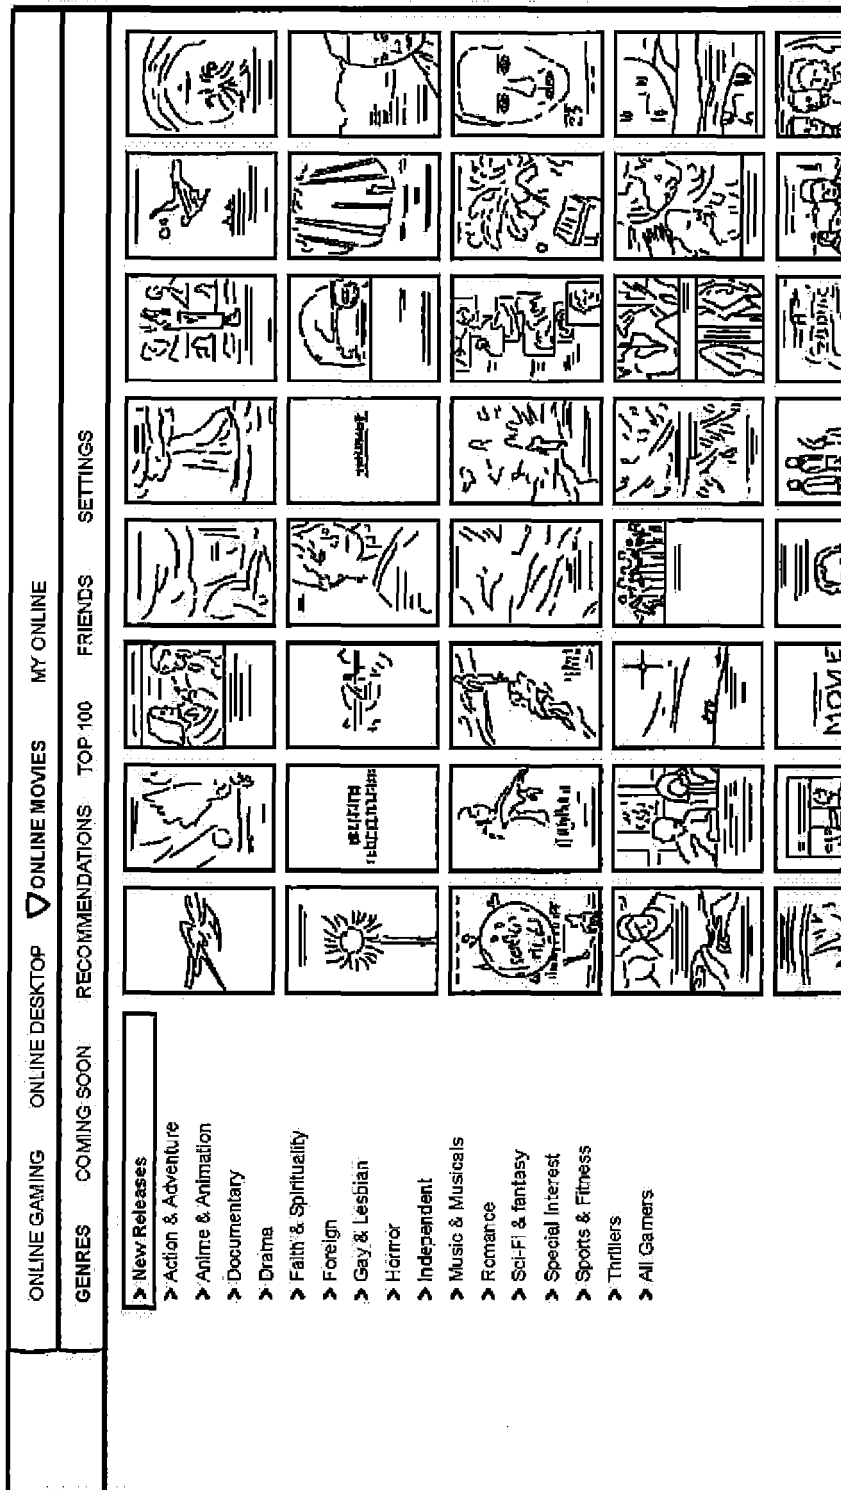 ONLINE GAMING ONLINE DESKTOP ONLINE MOVIES MY ONLINE
GENRES COMING SOON RECOMMENDATIONS TOP 100 FRIENDS SETTINGS
> New Releases
> Action & Adventure
> Anime & Animation
> Documentary
> Drama
> Faith & Spirituality
> Foreign
> Gay & Lesbian
> Horror
> Independent
> Music & Musicals
> Romance
> Sci-Fi & fantasy
> Special Interest
> Sports & Fitness
> Thrillers
> All Gamers
MOVIE